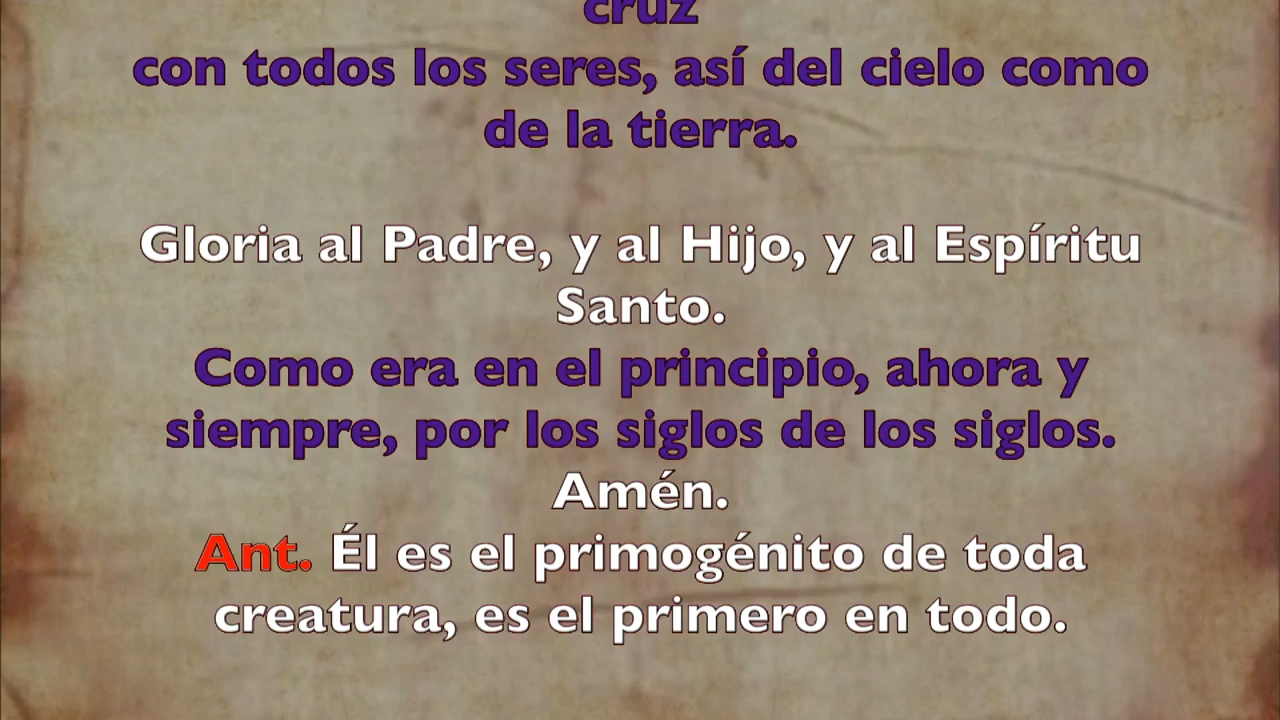 cruz
con todos los seres, así del cielo como
de la tierra.
Gloria al Padre, y al Hijo, y al Espíritu
Santo.
Como era en el principio, ahora y
siempre, por los siglos de los siglos.
Amén.
Ant. Él es el primogénito de toda
creatura, es el primero en todo.